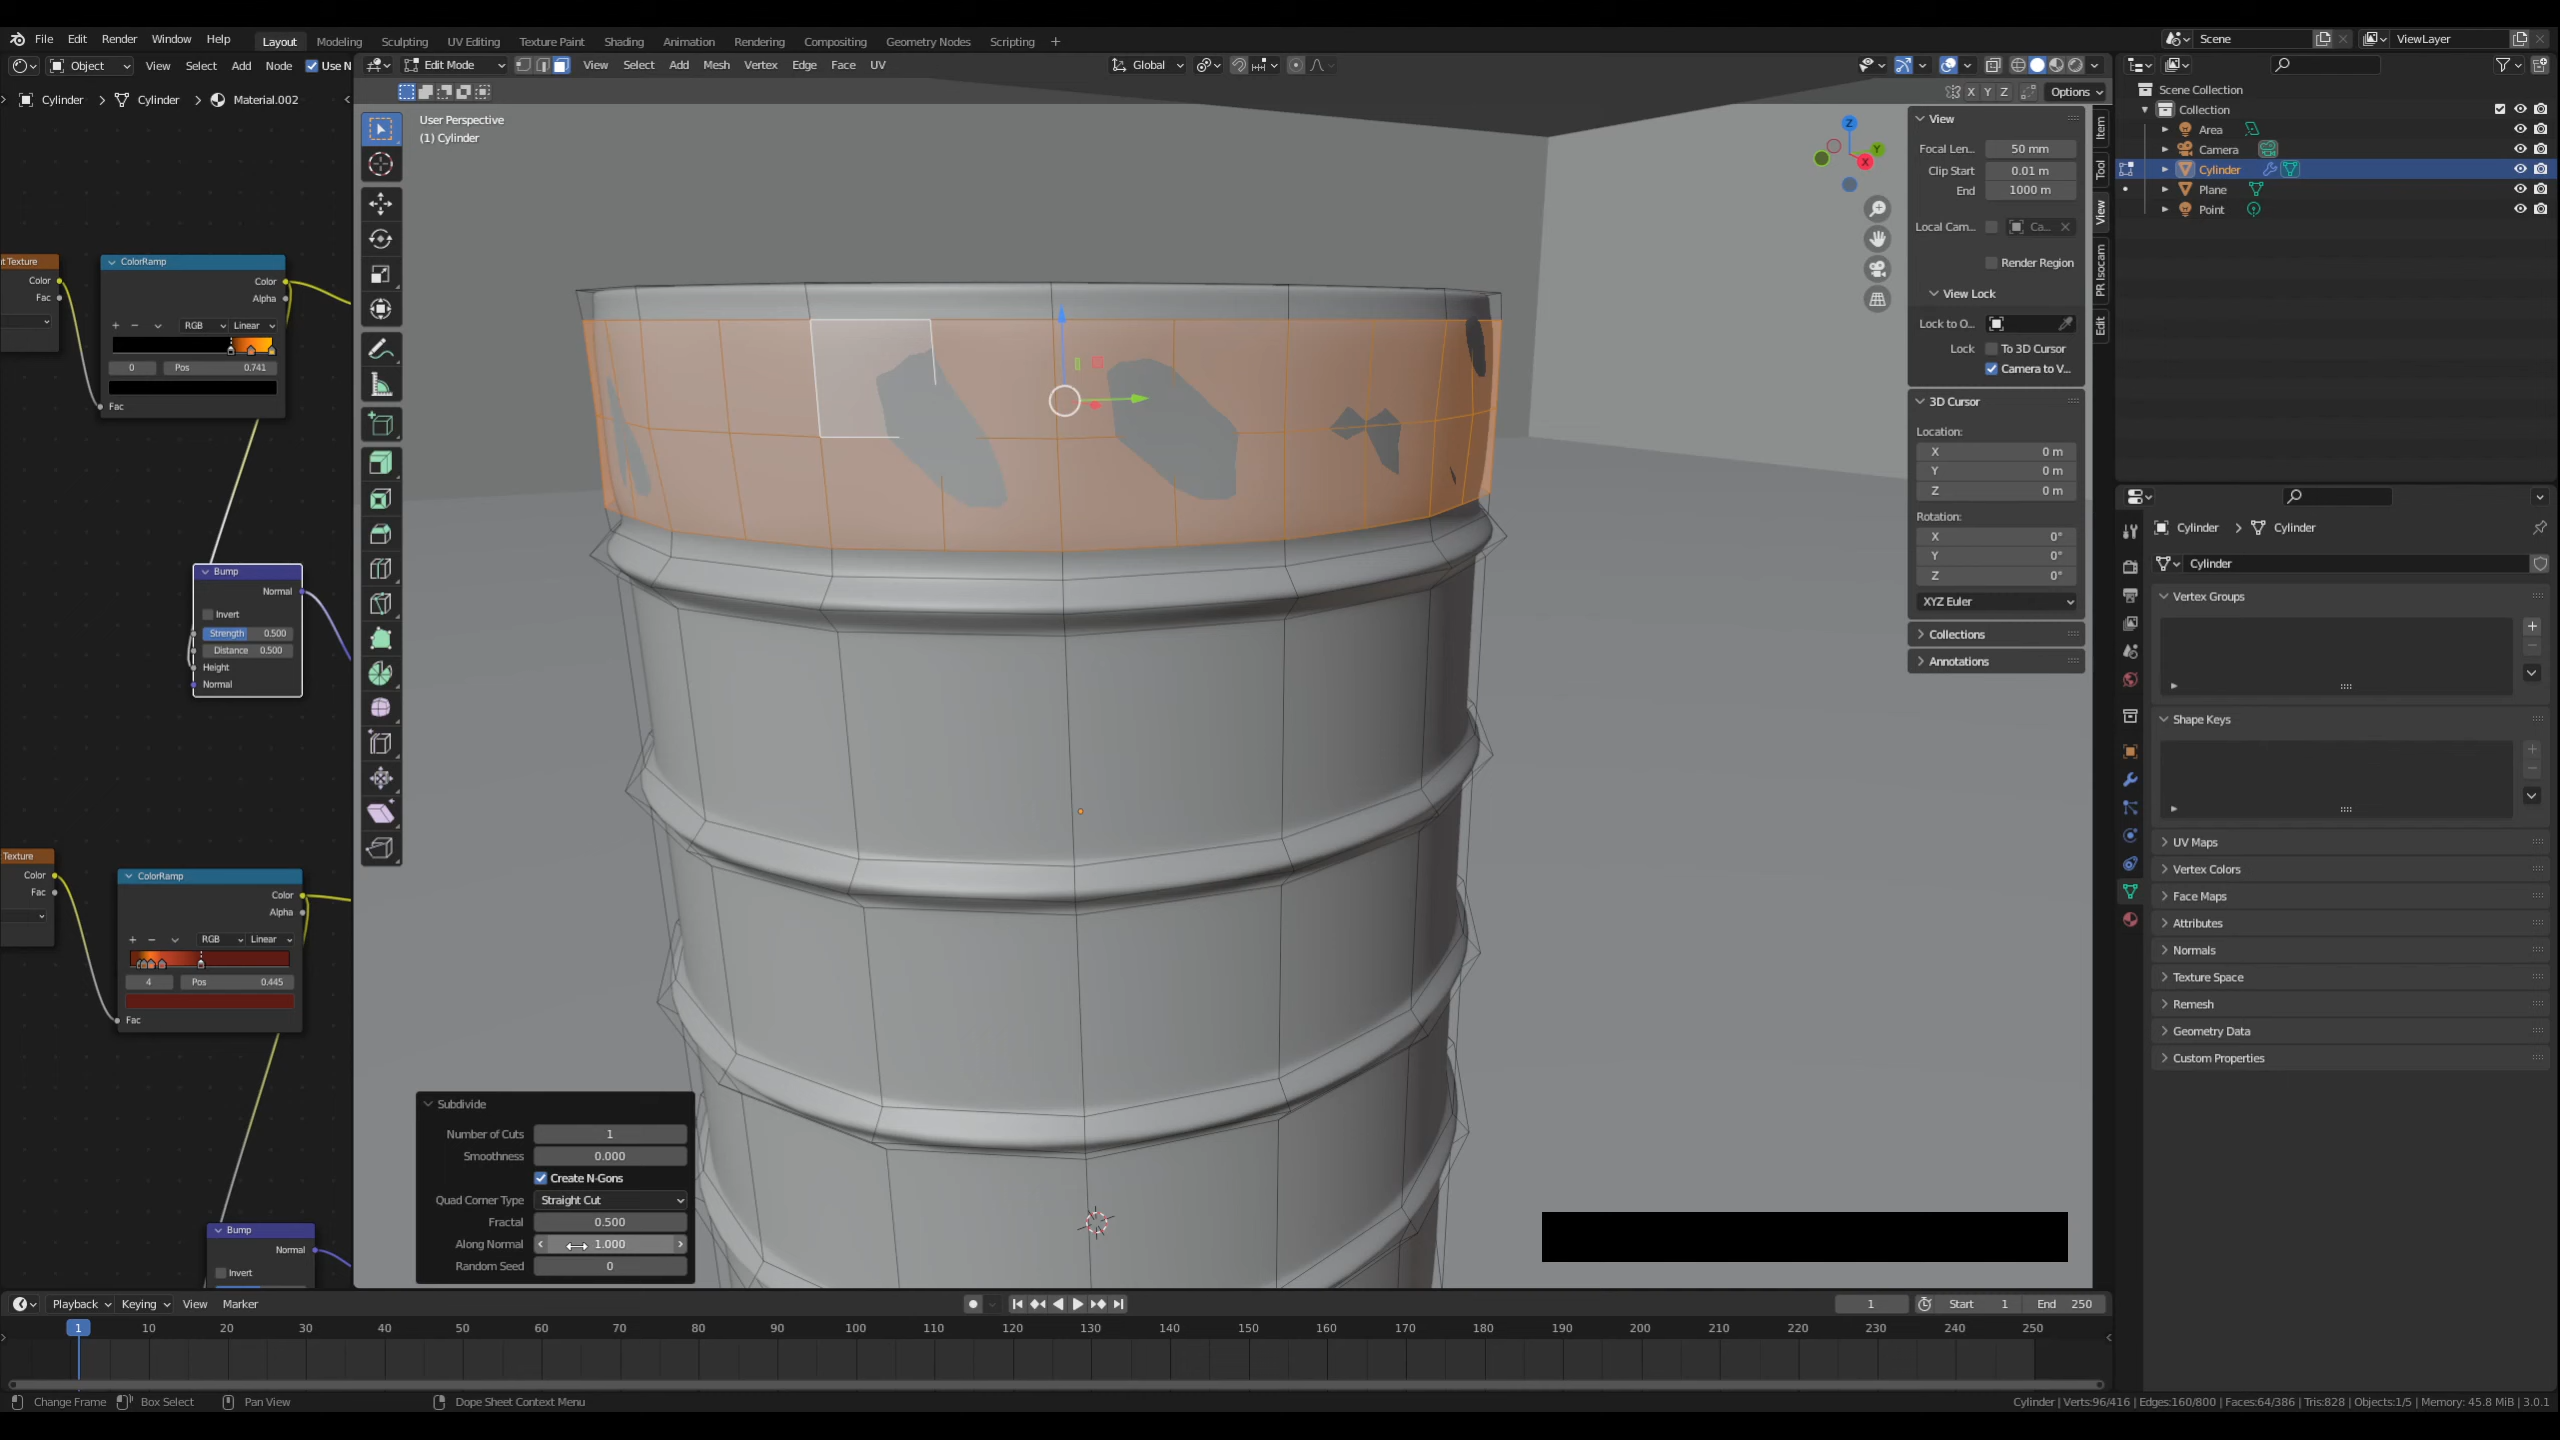 File Edit Render Window Help Layout Modeling Sculpting UV Editing Texture Paint Shading Animation Rendering Compositing Geometry Nodes Scripting + Scene ViewLayer
Object View Select Add Node Use N Edit Mode View Select Add Mesh Vertex Edge Face UV Global
Cylinder > Cylinder > Material.002 X Y Z Options
Scene Collection
Collection
Area
Camera
Cylinder
Plane
Point
User Perspective
(1) Cylinder
Z
Y
X
View
Focal Len... 50 mm
Clip Start 0.01 m
End 1000 m
Local Cam... Ca...
Render Region
View Lock
Lock to O...
Lock To 3D Cursor
Camera to V...
3D Cursor
Location:
X 0 m
Y 0 m
Z 0 m
Rotation:
X 0°
Y 0°
Z 0°
XYZ Euler
Collections
Annotations
Item
Tool
View
PR Isocam
Edit
t Texture
Color
Fac
ColorRamp
Color
Alpha
+ − RGB Linear
0 Pos 0.741
Fac
Bump
Normal
Invert
Strength 0.500
Distance 0.500
Height
Normal
Texture
Color
Fac
ColorRamp
Color
Alpha
+ − RGB Linear
4 Pos 0.445
Fac
Bump
Normal
Invert
Subdivide
Number of Cuts 1
Smoothness 0.000
Create N-Gons
Quad Corner Type Straight Cut
Fractal 0.500
Along Normal 1.000
Random Seed 0
Cylinder > Cylinder
Cylinder
Vertex Groups
Shape Keys
UV Maps
Vertex Colors
Face Maps
Attributes
Normals
Texture Space
Remesh
Geometry Data
Custom Properties
Playback Keying View Marker 1 Start 1 End 250
1 10 20 30 40 50 60 70 80 90 100 110 120 130 140 150 160 170 180 190 200 210 220 230 240 250
Change Frame Box Select Pan View Dope Sheet Context Menu Cylinder | Verts:96/416 | Edges:160/800 | Faces:64/386 | Tris:828 | Objects:1/5 | Memory: 45.8 MiB | 3.0.1